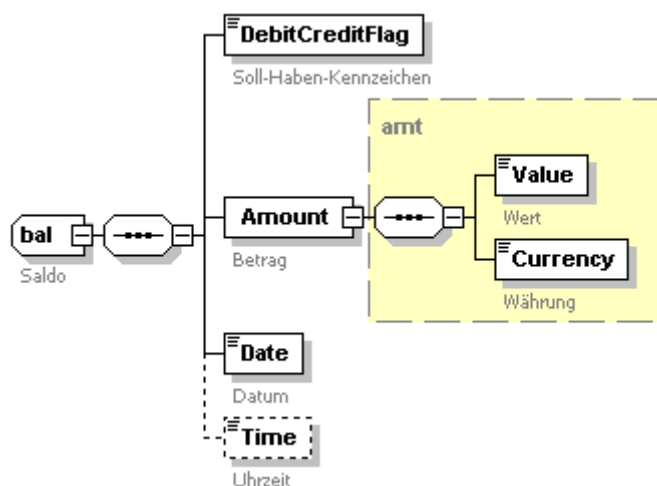 DebitCreditFlag
Soll-Haben-Kennzeichen
amt
Value
Wert
Amount
Betrag
bal
Saldo
Currency
Währung
Date
Datum
Time
Uhrzeit